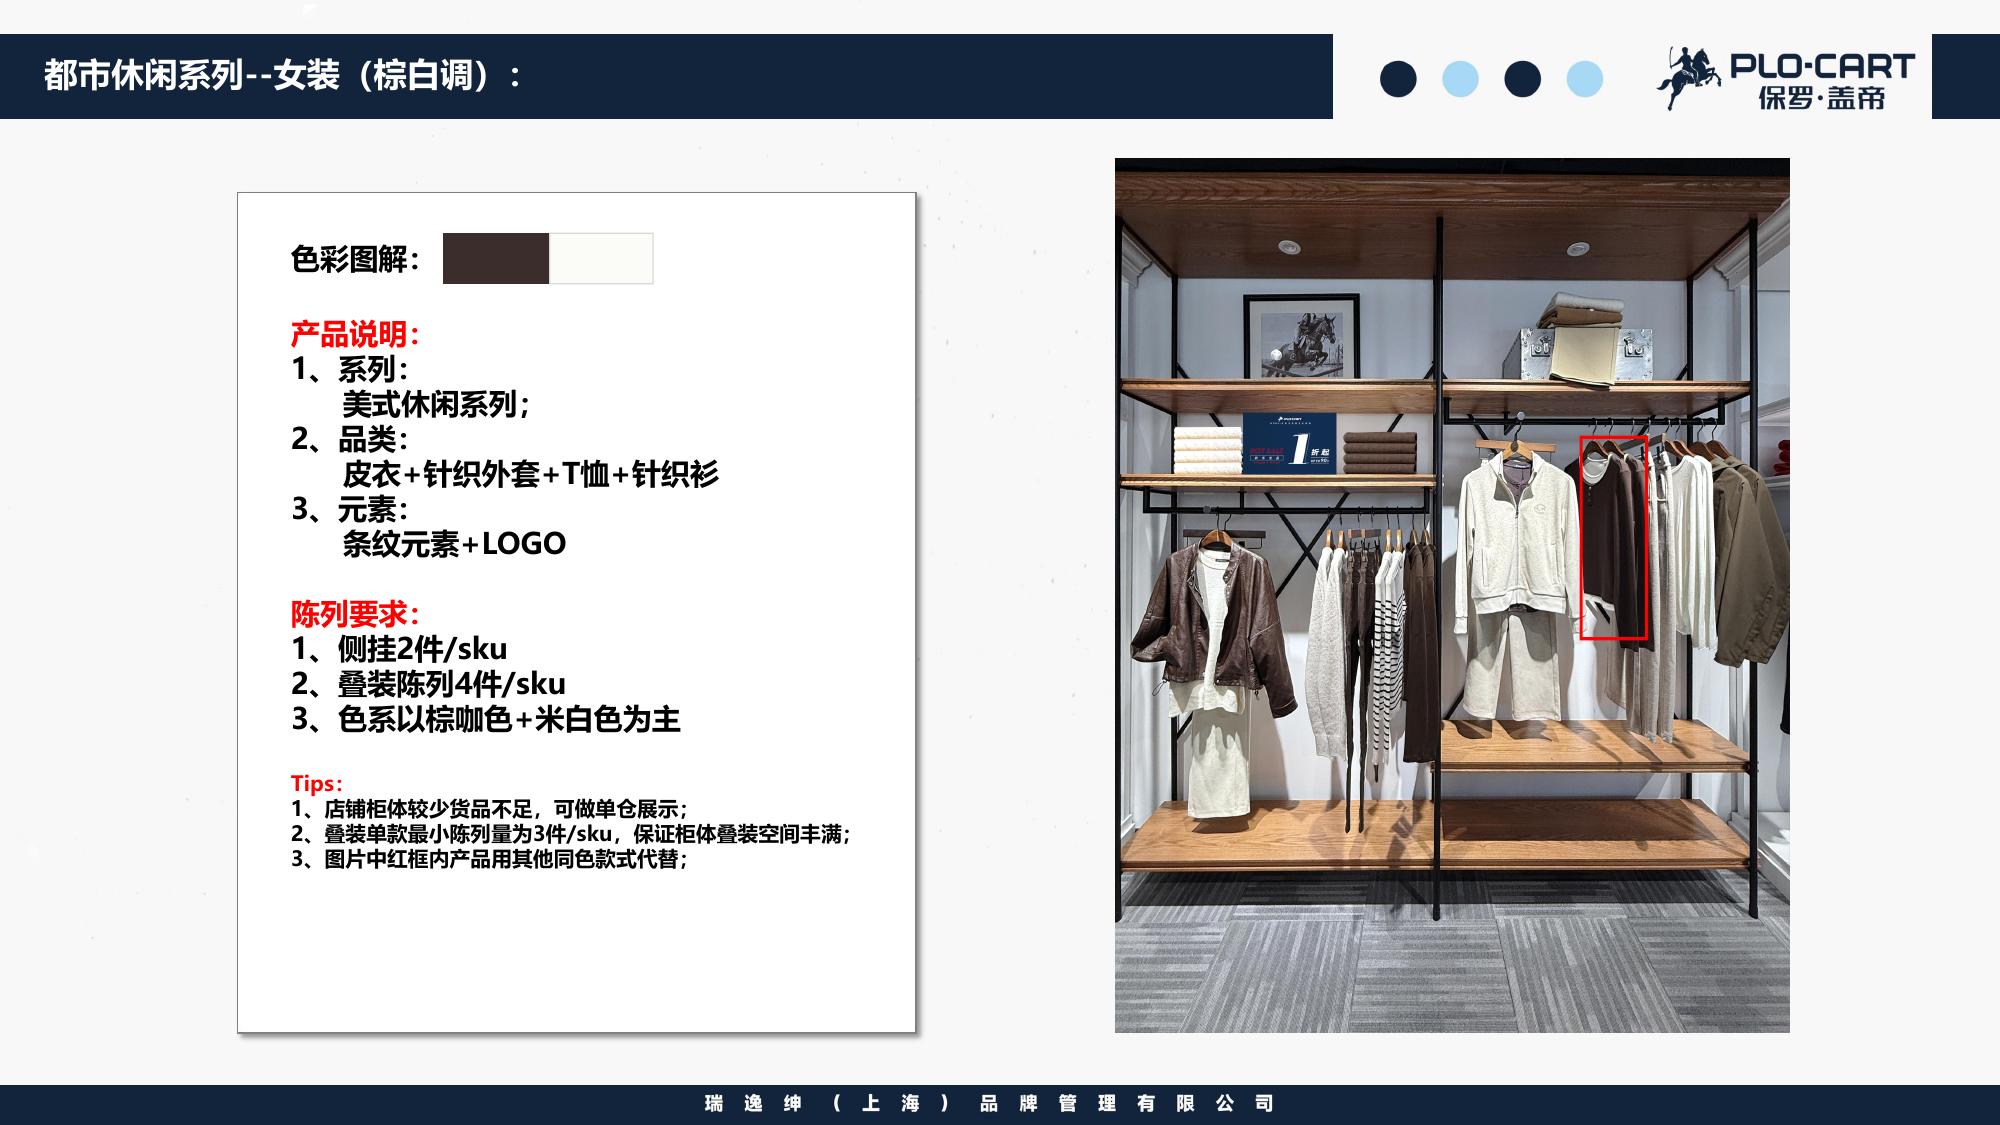 都市休闲系列--女装（棕白调）:
PLO·CART
保罗·盖帝
色彩图解：
产品说明：
1、系列：
美式休闲系列；
2、品类：
皮衣+针织外套+T恤+针织衫
3、元素：
条纹元素+LOGO
陈列要求：
1、侧挂2件/sku
2、叠装陈列4件/sku
3、色系以棕咖色+米白色为主
Tips：
1、店铺柜体较少货品不足，可做单仓展示；
2、叠装单款最小陈列量为3件/sku，保证柜体叠装空间丰满；
3、图片中红框内产品用其他同色款式代替；
1折起
瑞逸绅（上海）品牌管理有限公司